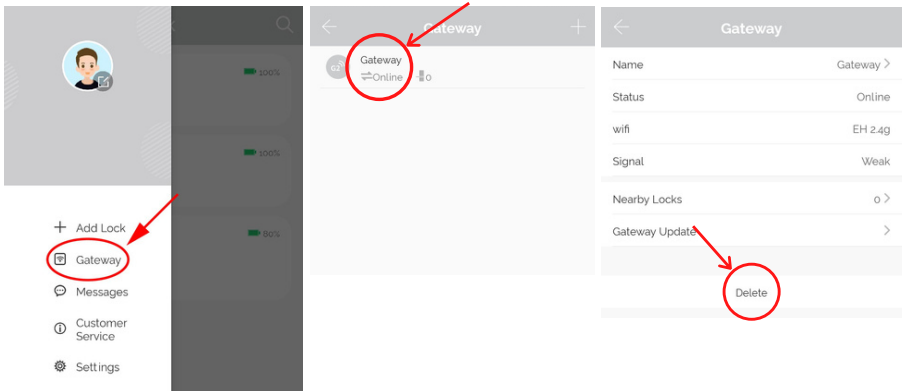 100%
100%
80%
Add Lock
Gateway
Messages
Customer
Service
Settings
Gateway
Gateway
Online 0
Gateway
Name Gateway
Status Online
wifi EH 2.4g
Signal Weak
Nearby Locks 0
Gateway Update
Delete